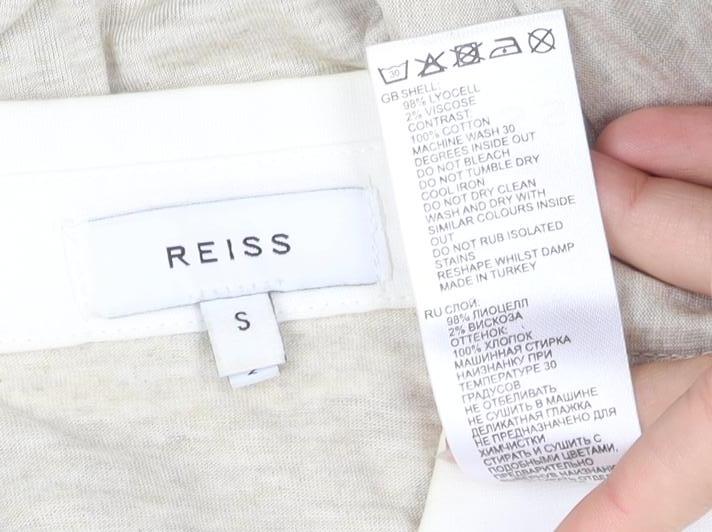 REISS
S
30
GB SHELL:
98% LYOCELL
2% VISCOSE
CONTRAST:
100% COTTON
MACHINE WASH 30
DEGREES INSIDE OUT
DO NOT BLEACH
DO NOT TUMBLE DRY
COOL IRON
DO NOT DRY CLEAN
WASH AND DRY WITH
SIMILAR COLOURS INSIDE
OUT
DO NOT RUB ISOLATED
STAINS
RESHAPE WHILST DAMP
MADE IN TURKEY
RU СЛОЙ:
98% ЛИОЦЕЛЛ
2% ВИСКОЗА
ОТТЕНОК:
100% ХЛОПОК
МАШИННАЯ СТИРКА
НАИЗНАНКУ ПРИ
ТЕМПЕРАТУРЕ 30
ГРАДУСОВ
НЕ ОТБЕЛИВАТЬ
НЕ СУШИТЬ В МАШИНЕ
ДЕЛИКАТНАЯ ГЛАЖКА
НЕ ПРЕДНАЗНАЧЕНО ДЛЯ
ХИМЧИСТКИ
СТИРАТЬ И СУШИТЬ С
ПОДОБНЫМИ ЦВЕТАМИ,
ПРЕДВАРИТЕЛЬНО